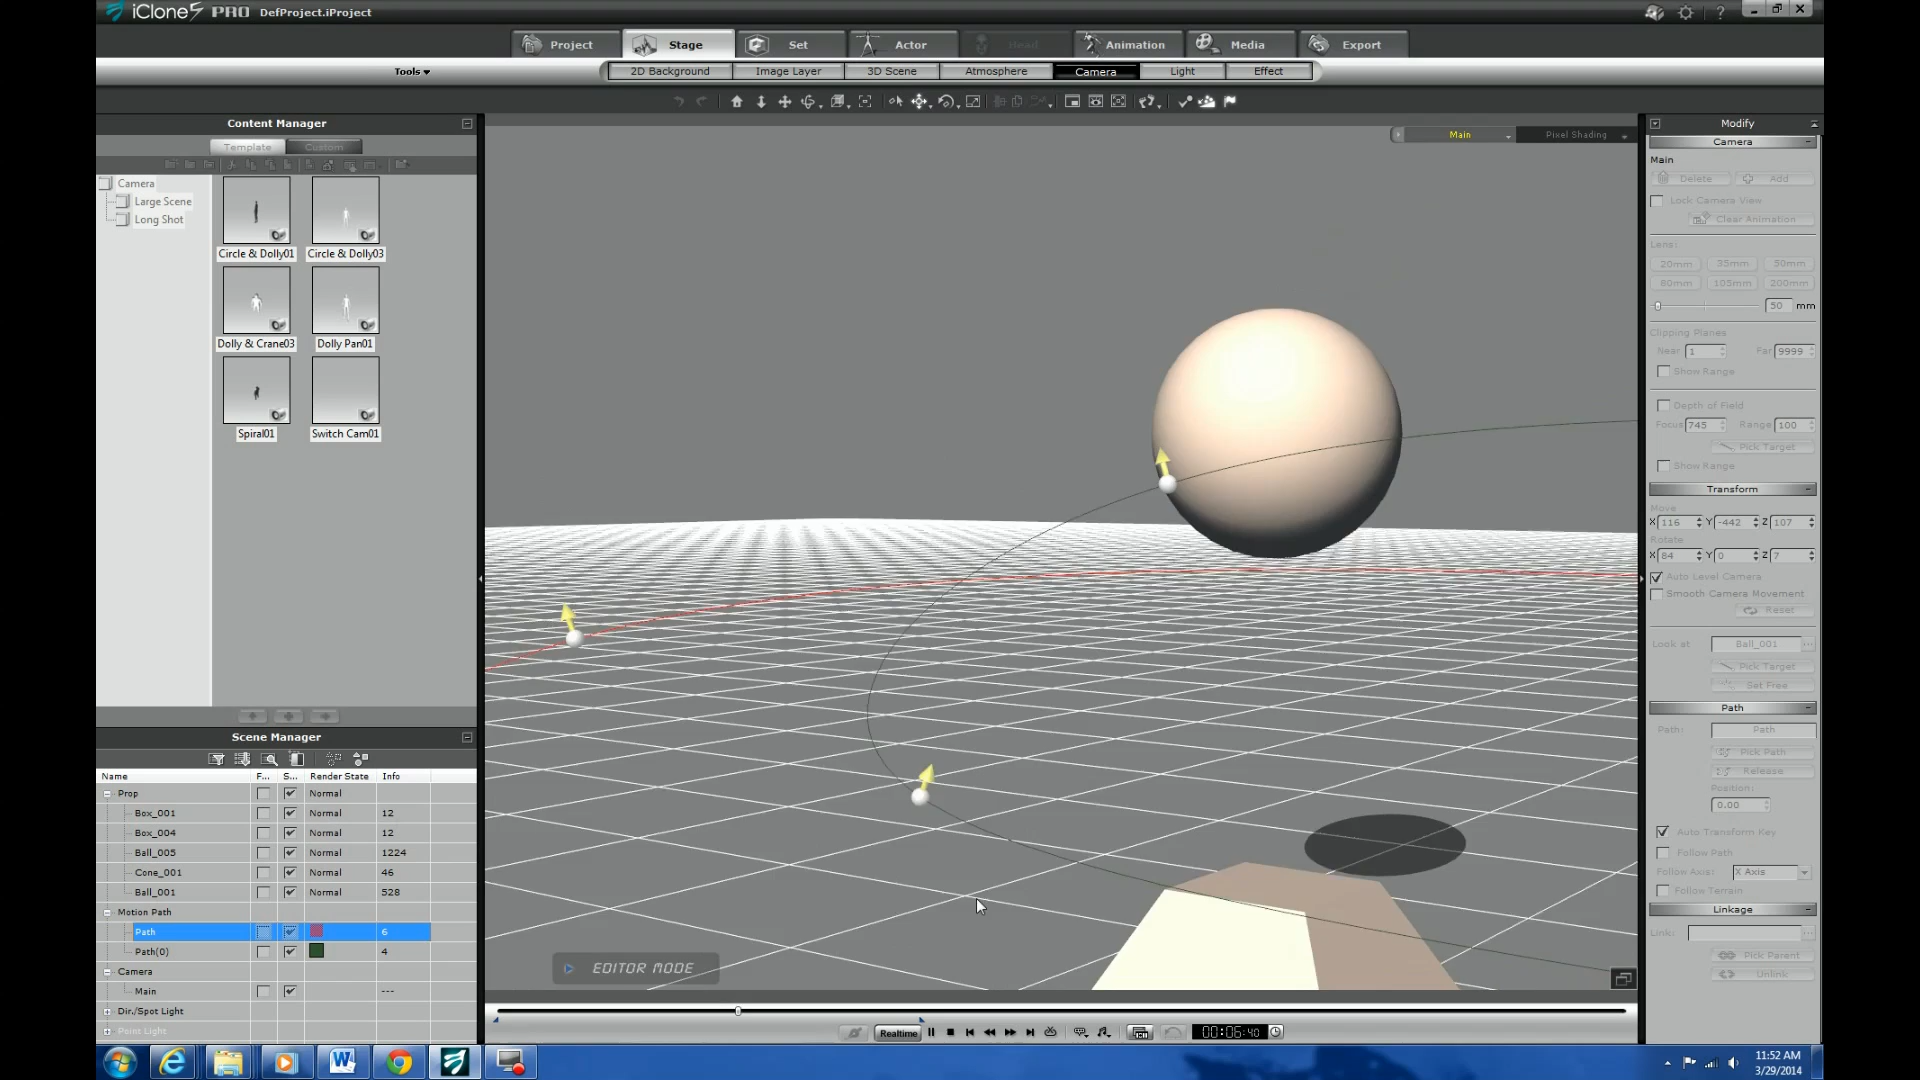 iClone5 PRO DefProject.iProject
Project Stage Set Actor Head Animation Media Export
Tools
2D Background Image Layer 3D Scene Atmosphere Camera Light Effect
Content Manager
Template Custom
Camera
Large Scene
Long Shot
Circle & Dolly01 Circle & Dolly03
Dolly & Crane03 Dolly Pan01
Spiral01 Switch Cam01
Main Pixel Shading
Scene Manager
Name F... S... Render State Info
Prop Normal
Box_001 Normal 12
Box_004 Normal 12
Ball_005 Normal 1224
Cone_001 Normal 46
Ball_001 Normal 528
Motion Path
Path 6
Path(0) 4
Camera
Main ---
Dir./Spot Light
Point Light
EDITOR MODE
Realtime 00:06:40
Modify
Camera
Main
Delete Add
Lock Camera View
Clear Animation
Lens:
20mm 35mm 50mm
80mm 105mm 200mm
50 mm
Clipping Planes
Near 1 Far 9999
Show Range
Depth of Field
Focus 745 Range 100
Pick Target
Show Range
Transform
Move
X 116 Y -442 Z 107
Rotate
X 84 Y 0 Z 7
Auto Level Camera
Smooth Camera Movement
Reset
Look at Ball_001 ...
Pick Target
Set Free
Path
Path: Path
Pick Path
Release
Position:
0.00
Auto Transform Key
Follow Path
Follow Axis: X Axis
Follow Terrain
Linkage
Link: ...
Pick Parent
Unlink
11:52 AM
3/29/2014